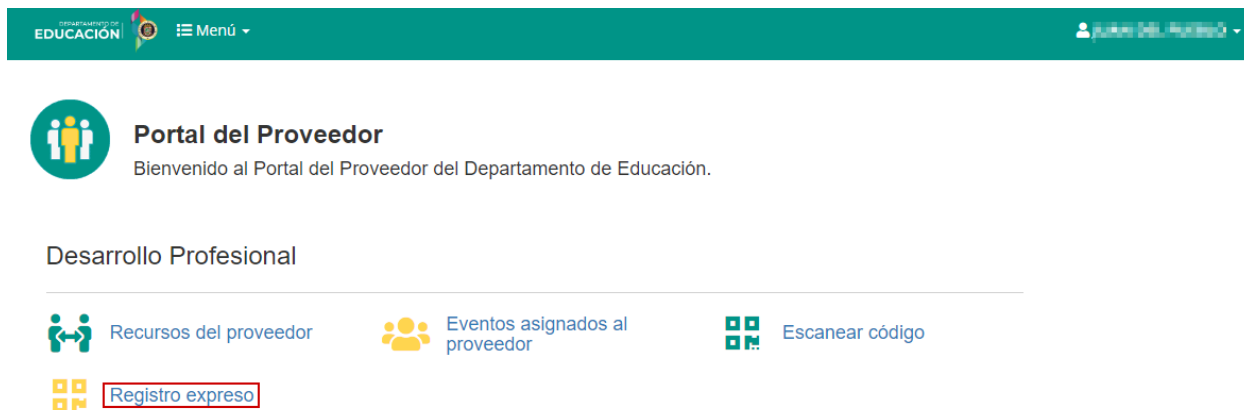 DEPARTAMENTO DE
EDUCACIÓN
Menú
Portal del Proveedor
Bienvenido al Portal del Proveedor del Departamento de Educación.
Desarrollo Profesional
Recursos del proveedor
Eventos asignados al
proveedor
Escanear código
Registro expreso